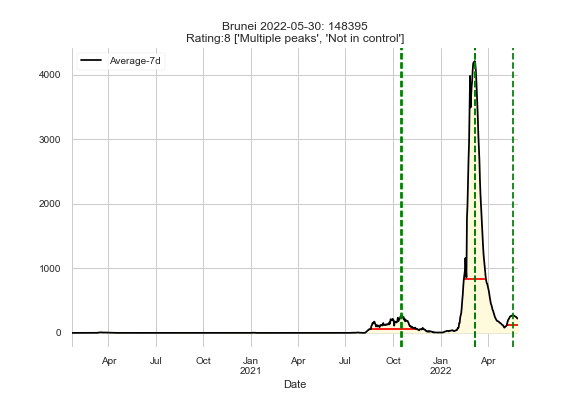 Brunei 2022-05-30: 148395
Rating:8 ['Multiple peaks', 'Not in control']
Average-7d
4000
3000
2000
1000
0
Apr Jul Oct Jan Apr Jul Oct Jan Apr
2021 2022
Date